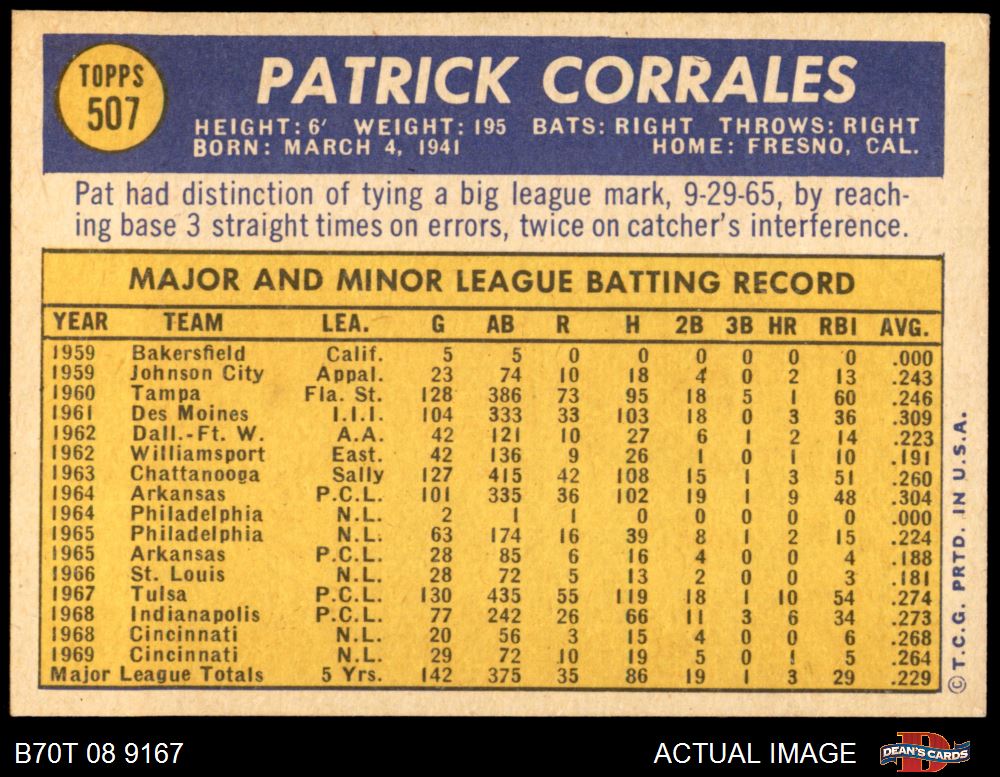 TOPPS
507
PATRICK CORRALES
HEIGHT: 6' WEIGHT: 195 BATS: RIGHT THROWS: RIGHT
BORN: MARCH 4, 1941 HOME: FRESNO, CAL.
Pat had distinction of tying a big league mark, 9-29-65, by reach-
ing base 3 straight times on errors, twice on catcher's interference.
MAJOR AND MINOR LEAGUE BATTING RECORD
YEAR TEAM LEA. G AB R H 2B 3B HR RBI AVG.
1959 Bakersfield Calif. 5 5 0 0 0 0 0 0 .000
1959 Johnson City Appal. 23 74 10 18 4 0 2 13 .243
1960 Tampa Fla. St. 128 386 73 95 18 5 1 60 .246
1961 Des Moines I.I.I. 104 333 33 103 18 0 3 36 .309
1962 Dall.-Ft. W. A.A. 42 121 10 27 6 1 2 14 .223
1962 Williamsport East. 42 136 9 26 1 0 1 10 .191
1963 Chattanooga Sally 127 415 42 108 15 1 3 51 .260
1964 Arkansas P.C.L. 101 335 36 102 19 1 9 48 .304
1964 Philadelphia N.L. 2 1 1 0 0 0 0 0 .000
1965 Philadelphia N.L. 63 174 16 39 8 1 2 15 .224
1965 Arkansas P.C.L. 28 85 6 16 4 0 0 4 .188
1966 St. Louis N.L. 28 72 5 13 2 0 0 3 .181
1967 Tulsa P.C.L. 130 435 55 119 18 1 10 54 .274
1968 Indianapolis P.C.L. 77 242 26 66 11 3 6 34 .273
1968 Cincinnati N.L. 20 56 3 15 4 0 0 6 .268
1969 Cincinnati N.L. 29 72 10 19 5 0 1 5 .264
Major League Totals 5 Yrs. 142 375 35 86 19 1 3 29 .229
© T.C.G. PRTD. IN U.S.A.
B70T 08 9167 ACTUAL IMAGE
DEAN'S CARDS